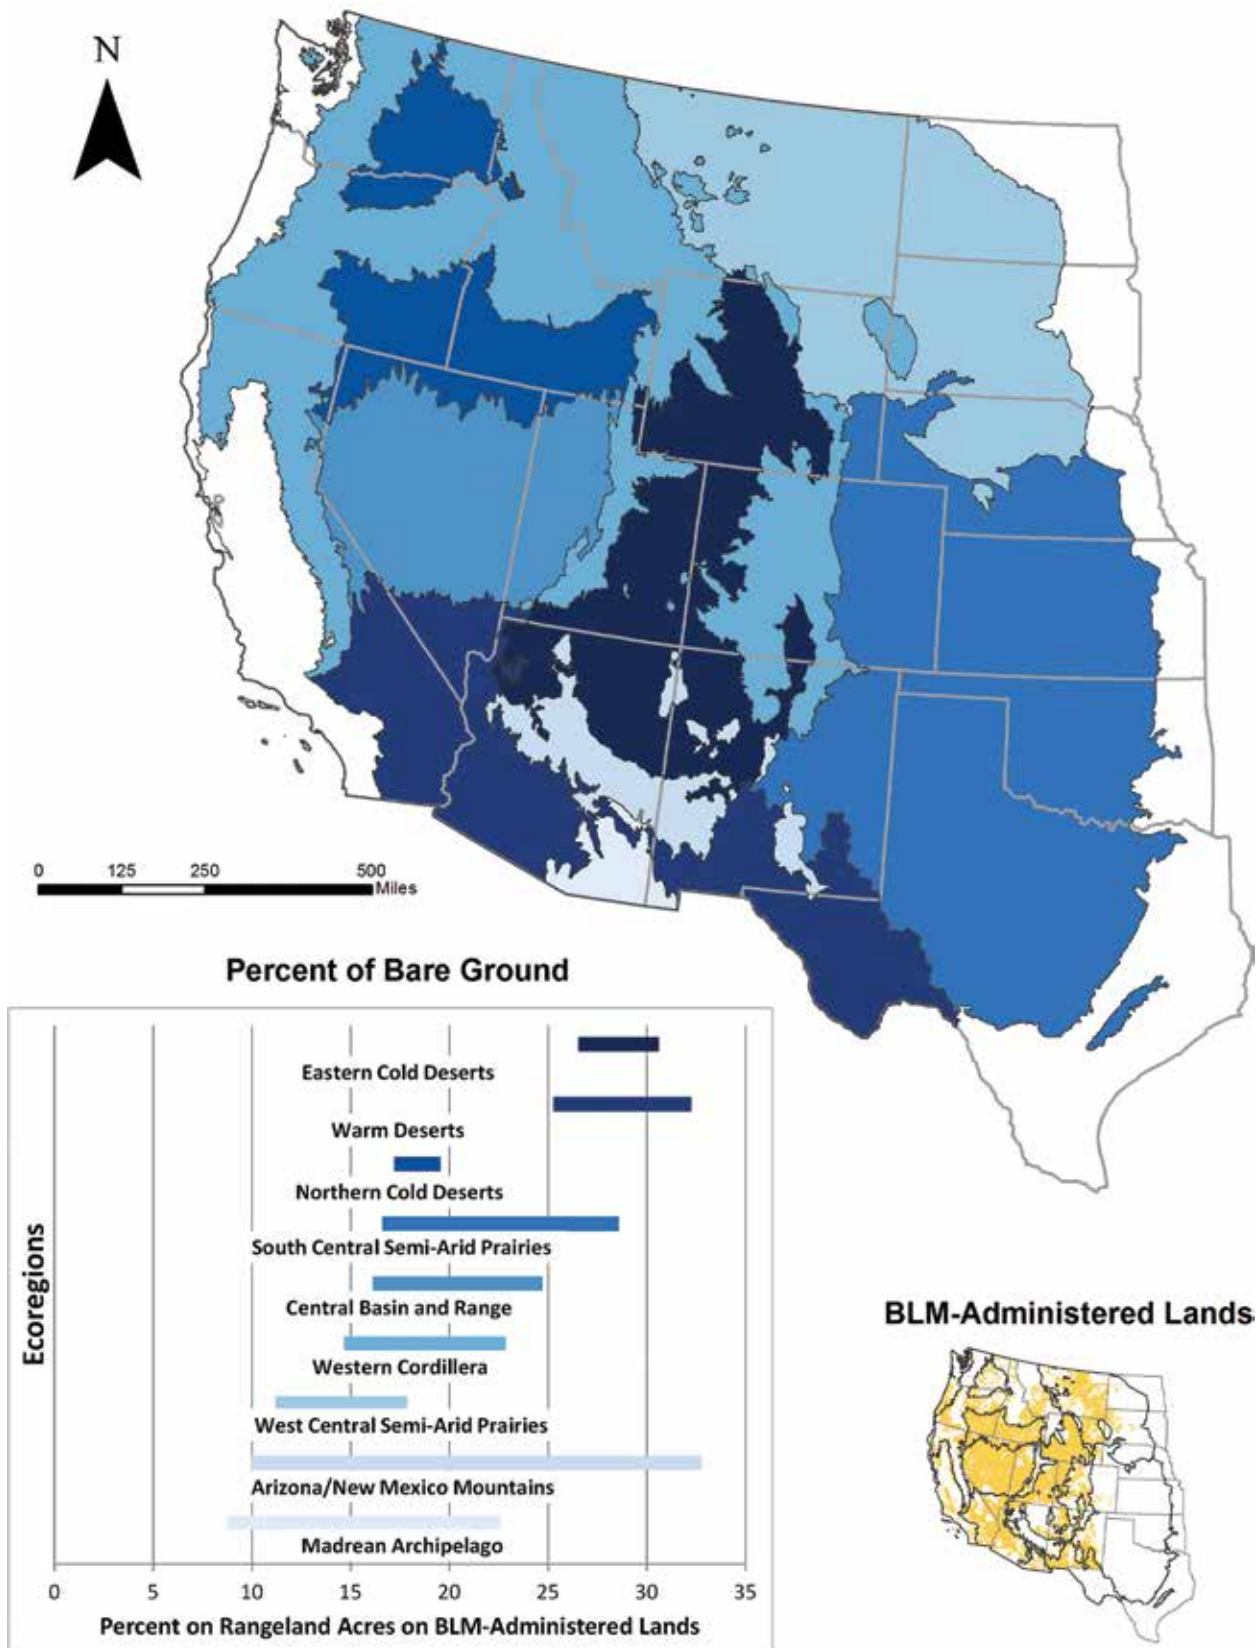 N
0 125 250 500
Miles
Percent of Bare Ground
Eastern Cold Deserts
Warm Deserts
Northern Cold Deserts
South Central Semi-Arid Prairies
Central Basin and Range
Western Cordillera
West Central Semi-Arid Prairies
Arizona/New Mexico Mountains
Madrean Archipelago
Ecoregions
0 5 10 15 20 25 30 35
Percent on Rangeland Acres on BLM-Administered Lands
BLM-Administered Lands